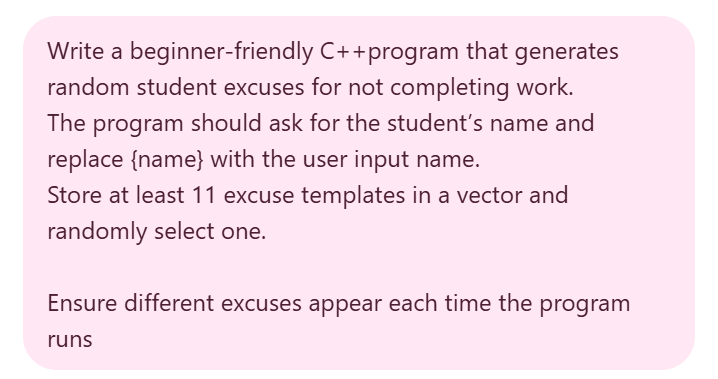 Write a beginner-friendly C++program that generates
random student excuses for not completing work.
The program should ask for the student’s name and
replace {name} with the user input name.
Store at least 11 excuse templates in a vector and
randomly select one.
Ensure different excuses appear each time the program
runs